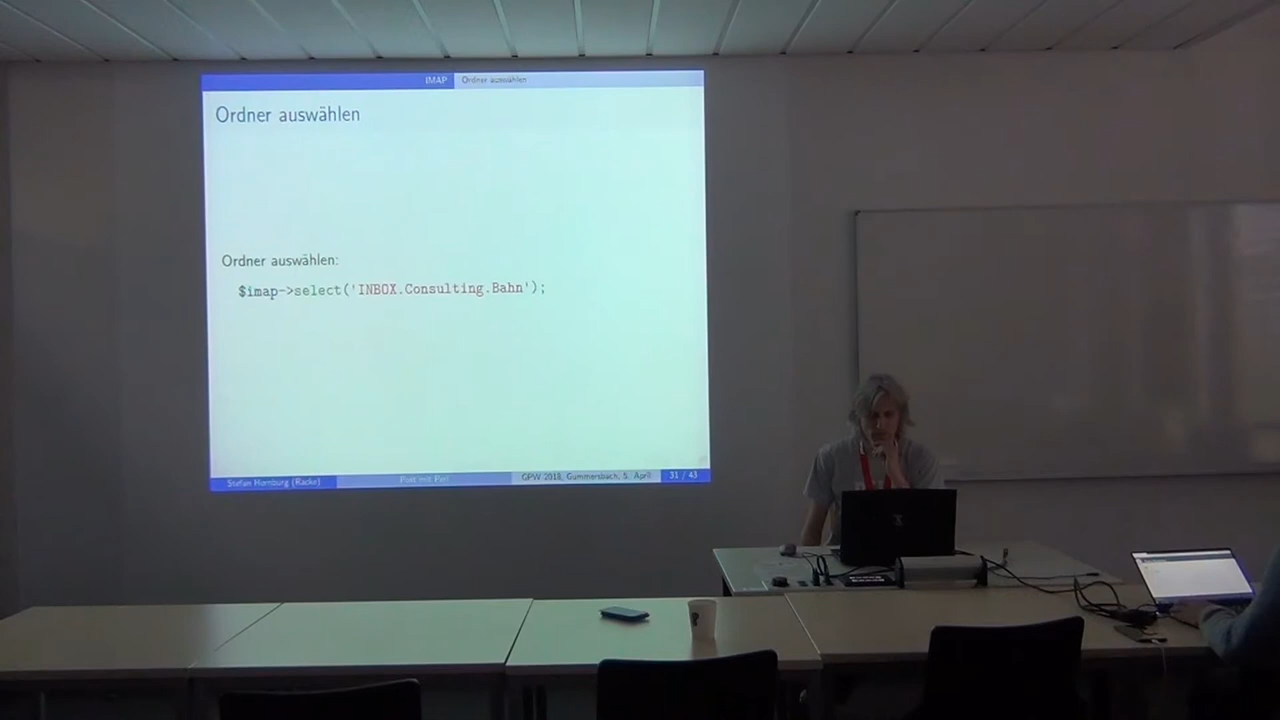 IMAP Ordner auswählen
Ordner auswählen
Ordner auswählen:
$imap->select('INBOX.Consulting.Bahn');
Stefan Hornburg (Racke) Post mit Perl GPW 2018, Gummersbach, 5. April 31 / 43